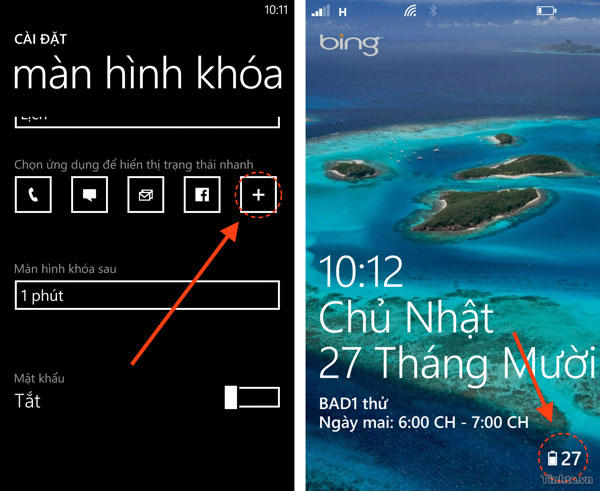 10:11
CÀI ĐẶT
màn hình khóa
Lịch
Chọn ứng dụng để hiển thị trạng thái nhanh
Màn hình khóa sau
1 phút
Mật khẩu
Tắt
H
bing
10:12
Chủ Nhật
27 Tháng Mười
BAD1 thử
Ngày mai: 6:00 CH - 7:00 CH
27
Tinhte.vn